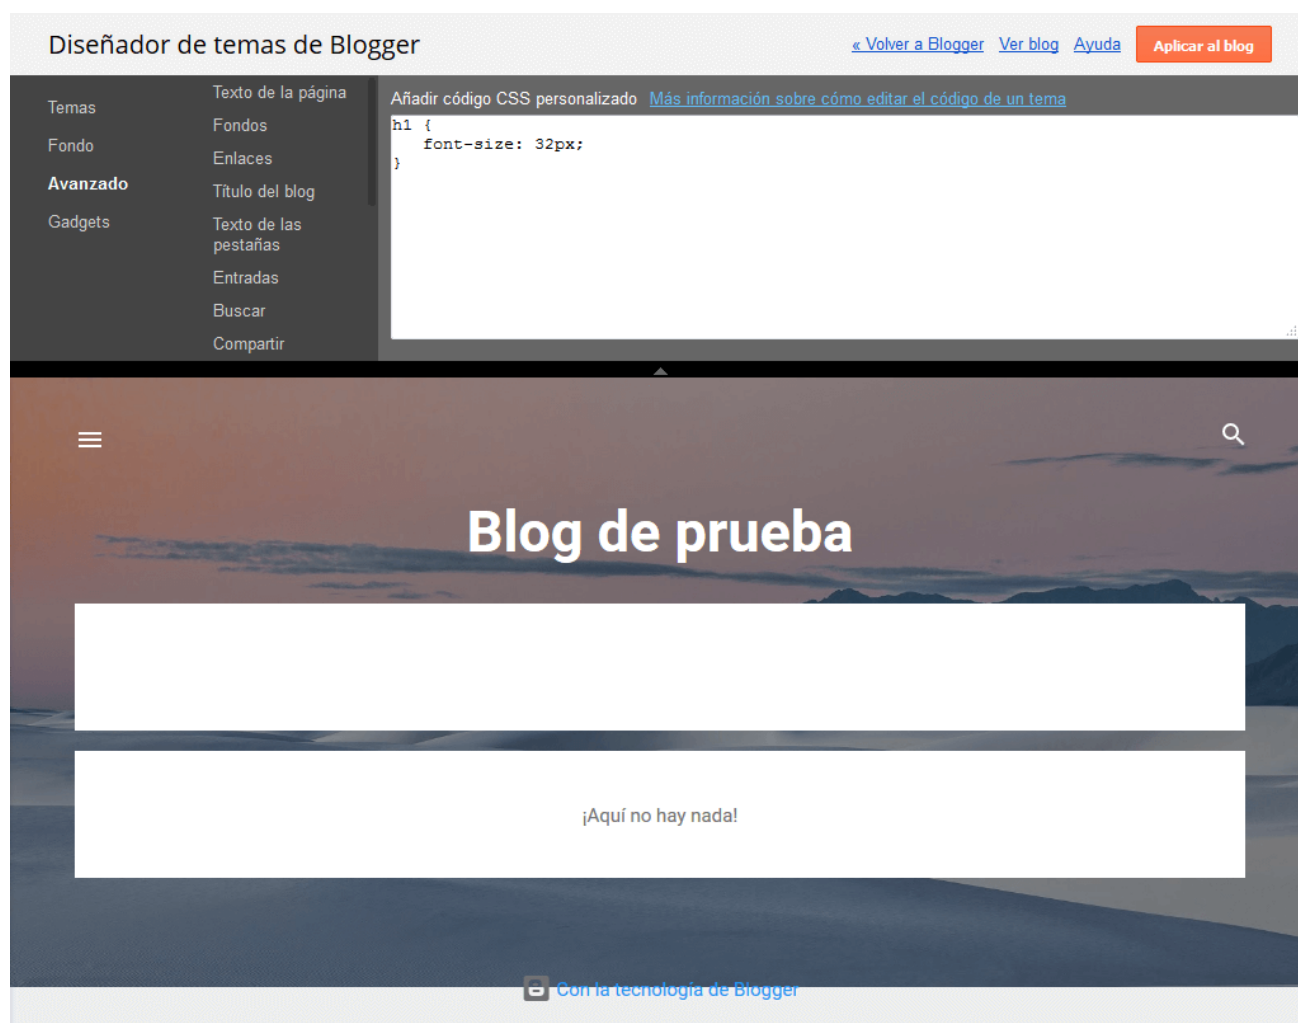 Diseñador de temas de Blogger
« Volver a Blogger Ver blog Ayuda Aplicar al blog
Temas
Fondo
Avanzado
Gadgets
Texto de la página
Fondos
Enlaces
Título del blog
Texto de las
pestañas
Entradas
Buscar
Compartir
Añadir código CSS personalizado Más información sobre cómo editar el código de un tema
h1 {
font-size: 32px;
}
Blog de prueba
¡Aquí no hay nada!
Con la tecnología de Blogger